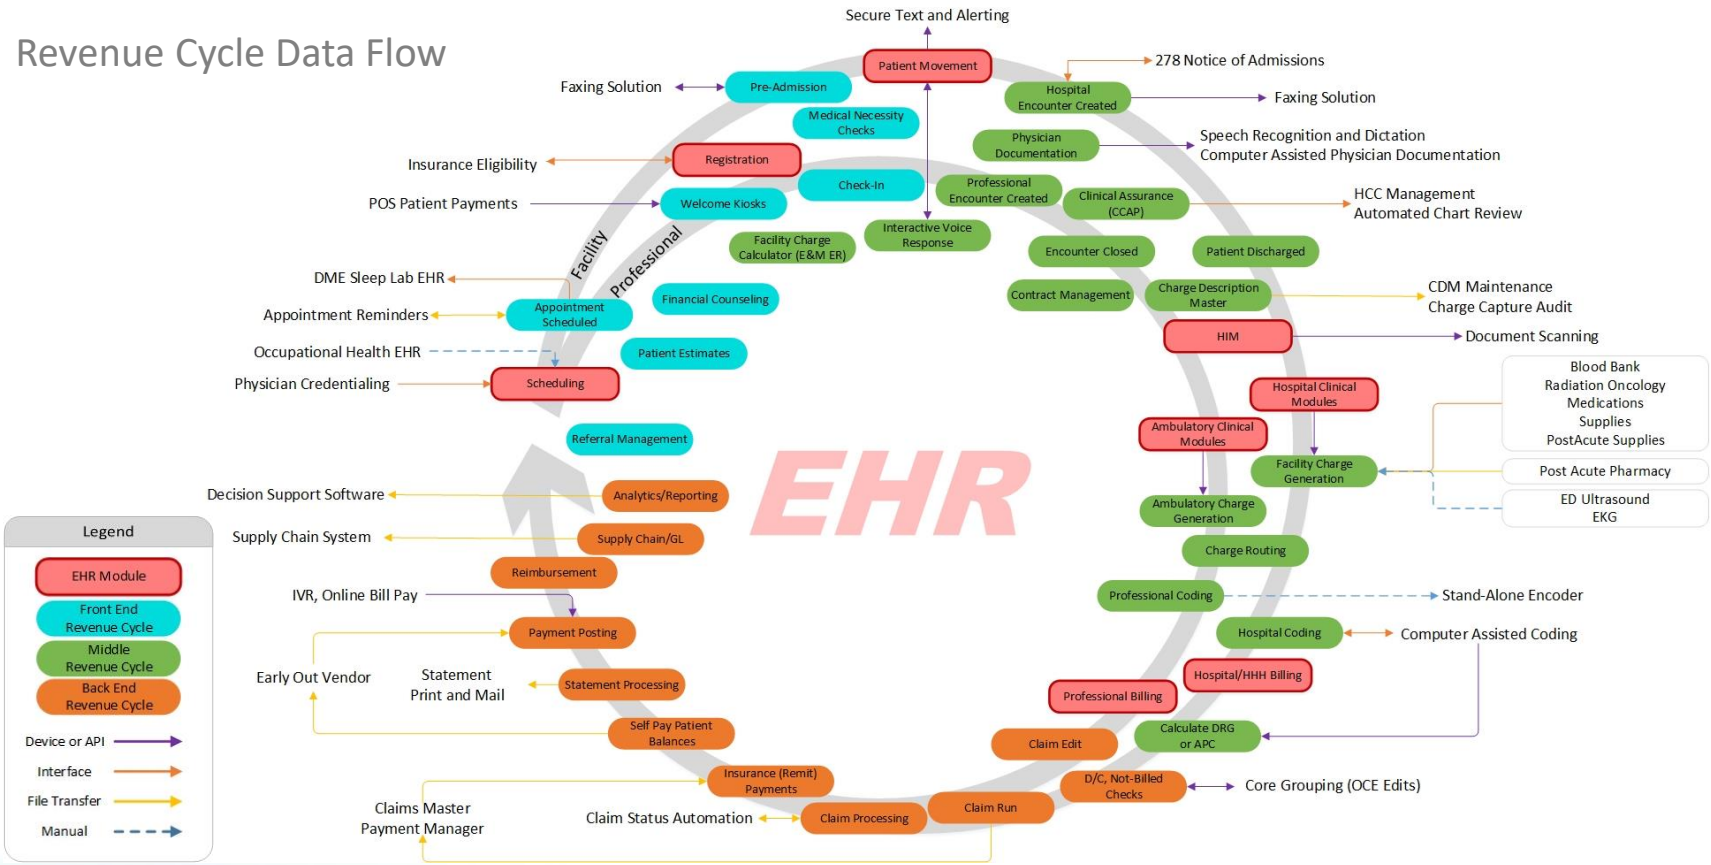 Revenue Cycle Data Flow
Secure Text and Alerting
Patient Movement
278 Notice of Admissions
Faxing Solution
Pre-Admission
Hospital
Encounter Created
Faxing Solution
Medical Necessity
Checks
Physician
Documentation
Speech Recognition and Dictation
Computer Assisted Physician Documentation
Insurance Eligibility
Registration
Check-In
Professional
Encounter Created
Clinical Assurance
(CCAP)
HCC Management
Automated Chart Review
POS Patient Payments
Welcome Kiosks
Interactive Voice
Response
Facility
Professional
Facility Charge
Calculator (E&M ER)
Encounter Closed
Patient Discharged
DME Sleep Lab EHR
Financial Counseling
Contract Management
Charge Description
Master
CDM Maintenance
Charge Capture Audit
Appointment Reminders
Appointment
Scheduled
HIM
Document Scanning
Occupational Health EHR
Patient Estimates
Physician Credentialing
Scheduling
Hospital Clinical
Modules
Blood Bank
Radiation Oncology
Medications
Supplies
PostAcute Supplies
Referral Management
Ambulatory Clinical
Modules
Facility Charge
Generation
Post Acute Pharmacy
EHR
Decision Support Software
Analytics/Reporting
Ambulatory Charge
Generation
ED Ultrasound
EKG
Supply Chain System
Supply Chain/GL
Charge Routing
Reimbursement
IVR, Online Bill Pay
Professional Coding
Stand-Alone Encoder
Payment Posting
Hospital Coding
Computer Assisted Coding
Early Out Vendor
Statement
Print and Mail
Statement Processing
Hospital/HHH Billing
Professional Billing
Self Pay Patient
Balances
Claim Edit
Calculate DRG
or APC
Insurance (Remit)
Payments
D/C, Not-Billed
Checks
Core Grouping (OCE Edits)
Claims Master
Payment Manager
Claim Status Automation
Claim Processing
Claim Run
Legend
EHR Module
Front End
Revenue Cycle
Middle
Revenue Cycle
Back End
Revenue Cycle
Device or API
Interface
File Transfer
Manual